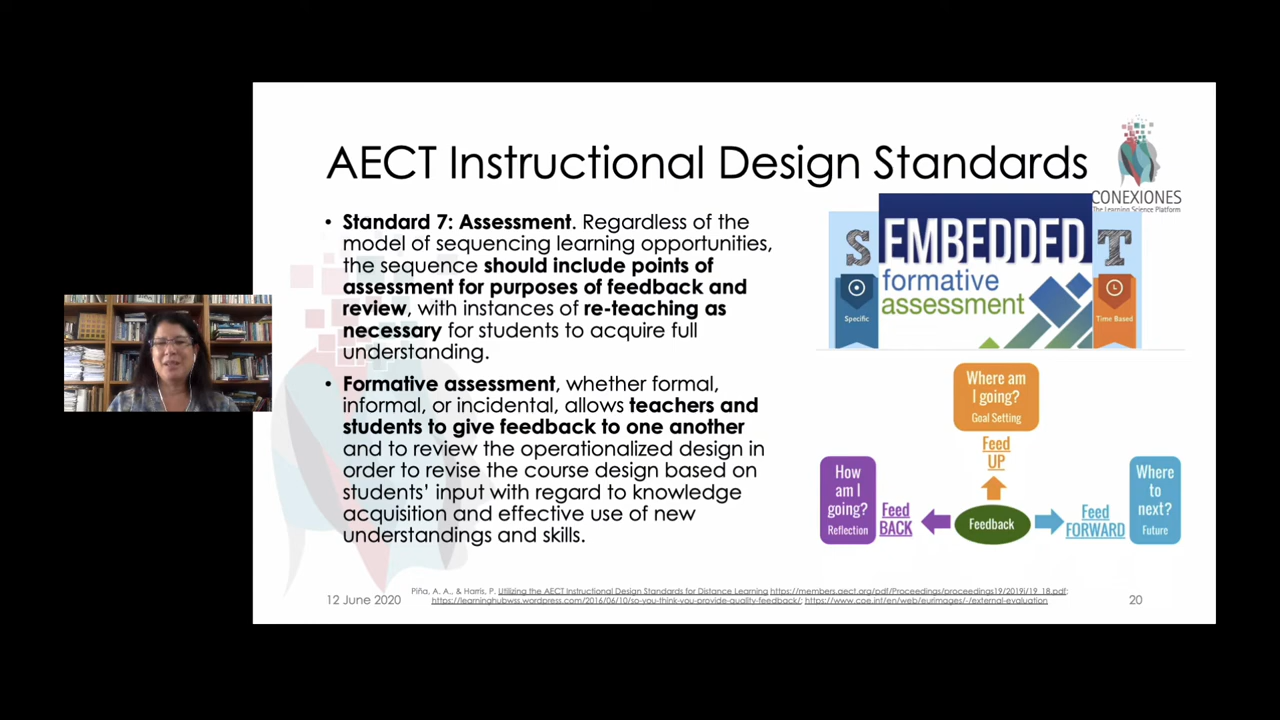 AECT Instructional Design Standards
CONEXIONES
The Learning Science Platform
• Standard 7: Assessment. Regardless of the
model of sequencing learning opportunities,
the sequence should include points of
assessment for purposes of feedback and
review, with instances of re-teaching as
necessary for students to acquire full
understanding.
• Formative assessment, whether formal,
informal, or incidental, allows teachers and
students to give feedback to one another
and to review the operationalized design in
order to revise the course design based on
students’ input with regard to knowledge
acquisition and effective use of new
understandings and skills.
S
Specific
EMBEDDED
formative
assessment
T
Time Based
Where am
I going?
Goal Setting
Feed
UP
How
am I
going?
Reflection
Feed
BACK
Feedback
Feed
FORWARD
Where
to
next?
Future
12 June 2020
Piña, A. A., & Harris, P. Utilizing the AECT Instructional Design Standards for Distance Learning https://members.aect.org/pdf/Proceedings/proceedings19/2019i/19_18.pdf;
https://learninghubwss.wordpress.com/2016/06/10/so-you-think-you-provide-quality-feedback/; https://www.coe.int/en/web/eurimages/-/external-evaluation
20